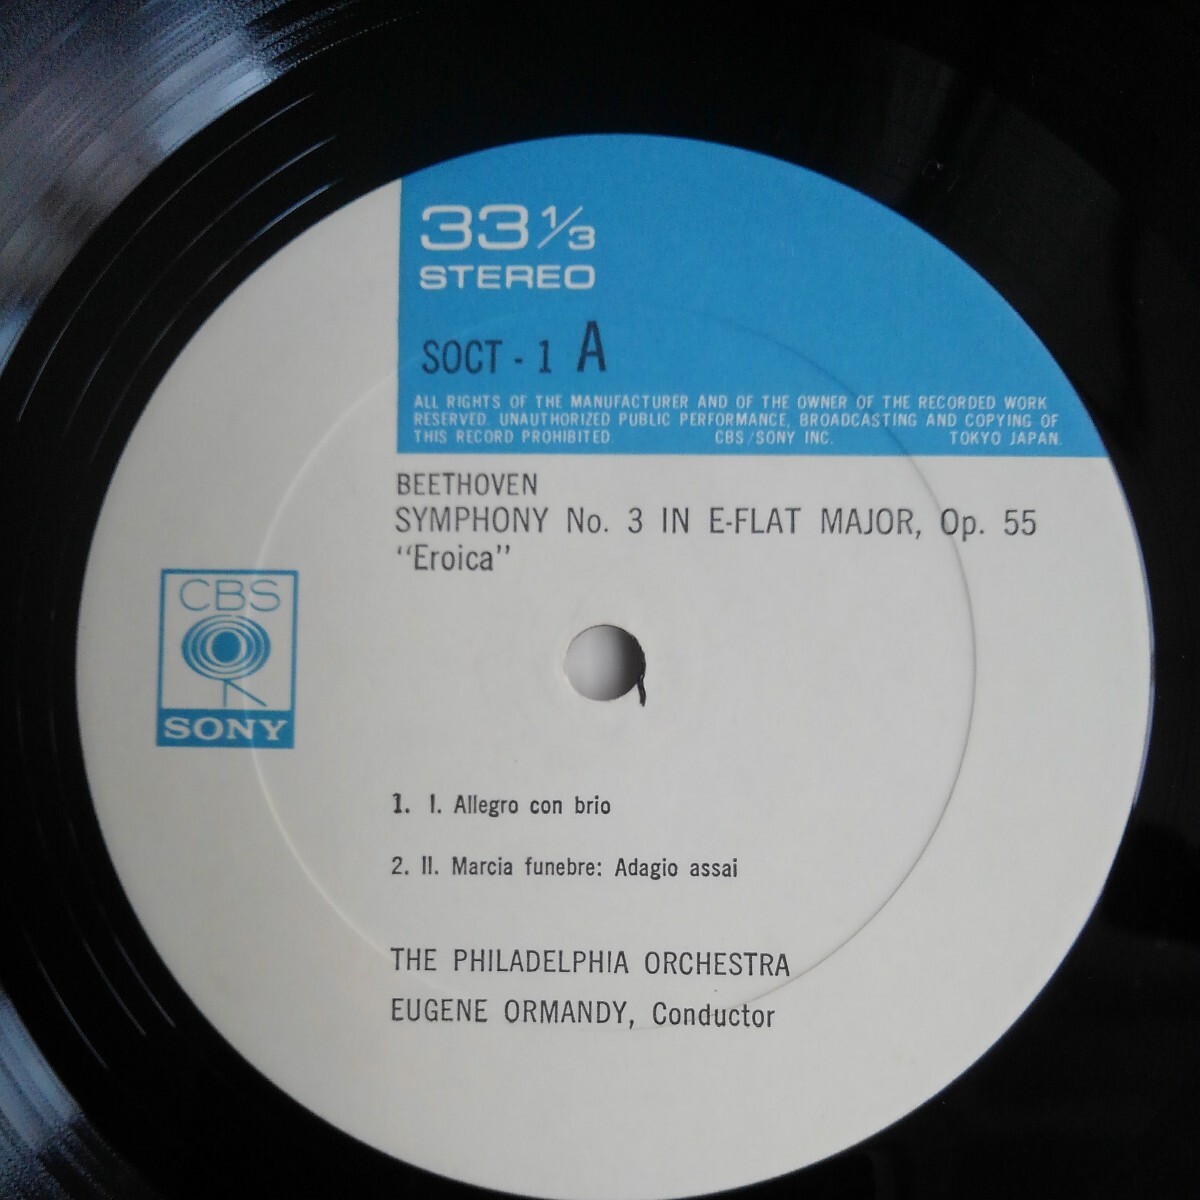 33 1/3
STEREO
SOCT - 1 A
ALL RIGHTS OF THE MANUFACTURER AND OF THE OWNER OF THE RECORDED WORK
RESERVED. UNAUTHORIZED PUBLIC PERFORMANCE, BROADCASTING AND COPYING OF
THIS RECORD PROHIBITED CBS/SONY INC. TOKYO JAPAN.
BEETHOVEN
SYMPHONY No. 3 IN E-FLAT MAJOR, Op. 55
“Eroica”
CBS
SONY
1. I. Allegro con brio
2. II. Marcia funebre: Adagio assai
THE PHILADELPHIA ORCHESTRA
EUGENE ORMANDY, Conductor